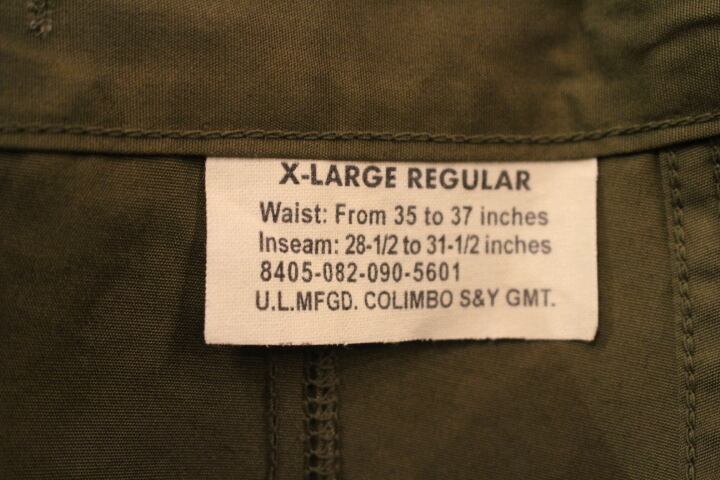 X-LARGE REGULAR
Waist: From 35 to 37 inches
Inseam: 28-1/2 to 31-1/2 inches
8405-082-090-5601
U.L.MFGD. COLIMBO S&Y GMT.